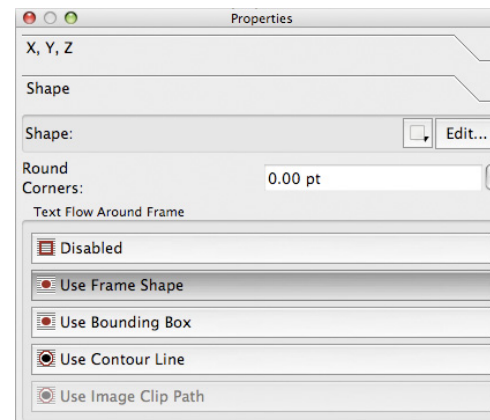 Properties
X, Y, Z
Shape
Shape:
Edit...
Round
Corners:
0.00 pt
Text Flow Around Frame
Disabled
Use Frame Shape
Use Bounding Box
Use Contour Line
Use Image Clip Path